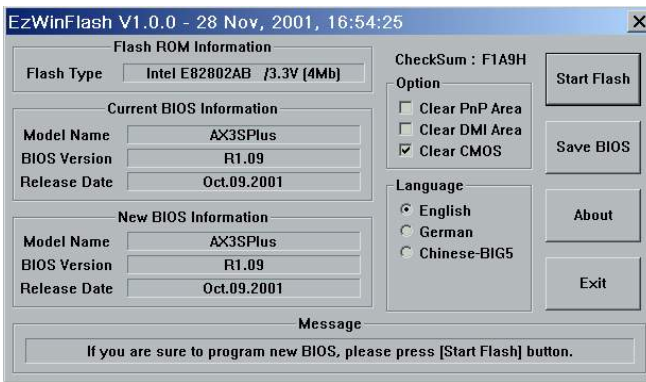 EzWinFlash V1.0.0 - 28 Nov, 2001, 16:54:25
Flash ROM Information
Flash Type Intel E82802AB /3.3V (4Mb)
Current BIOS Information
Model Name AX3SPlus
BIOS Version R1.09
Release Date Oct.09.2001
New BIOS Information
Model Name AX3SPlus
BIOS Version R1.09
Release Date Oct.09.2001
CheckSum : F1A9H
Option
Clear PnP Area
Clear DMI Area
Clear CMOS
Language
English
German
Chinese-BIG5
Start Flash
Save BIOS
About
Exit
Message
If you are sure to program new BIOS, please press [Start Flash] button.